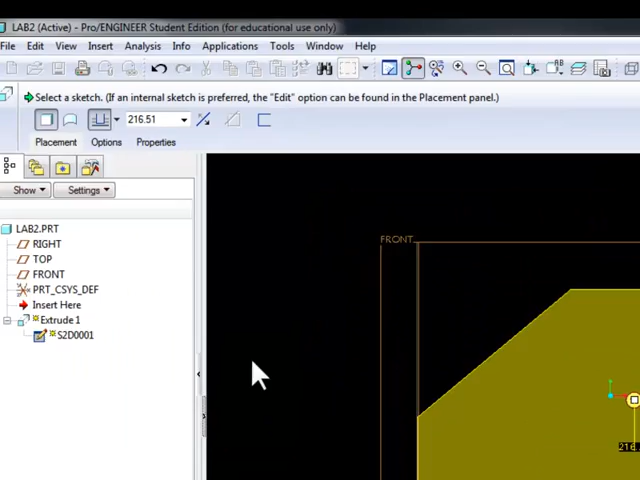 LAB2 (Active) - Pro/ENGINEER Student Edition (for educational use only)
File Edit View Insert Analysis Info Applications Tools Window Help
Select a sketch. (If an internal sketch is preferred, the "Edit" option can be found in the Placement panel.)
216.51
Placement Options Properties
Show Settings
LAB2.PRT
RIGHT
TOP
FRONT
PRT_CSYS_DEF
Insert Here
Extrude 1
S2D0001
FRONT